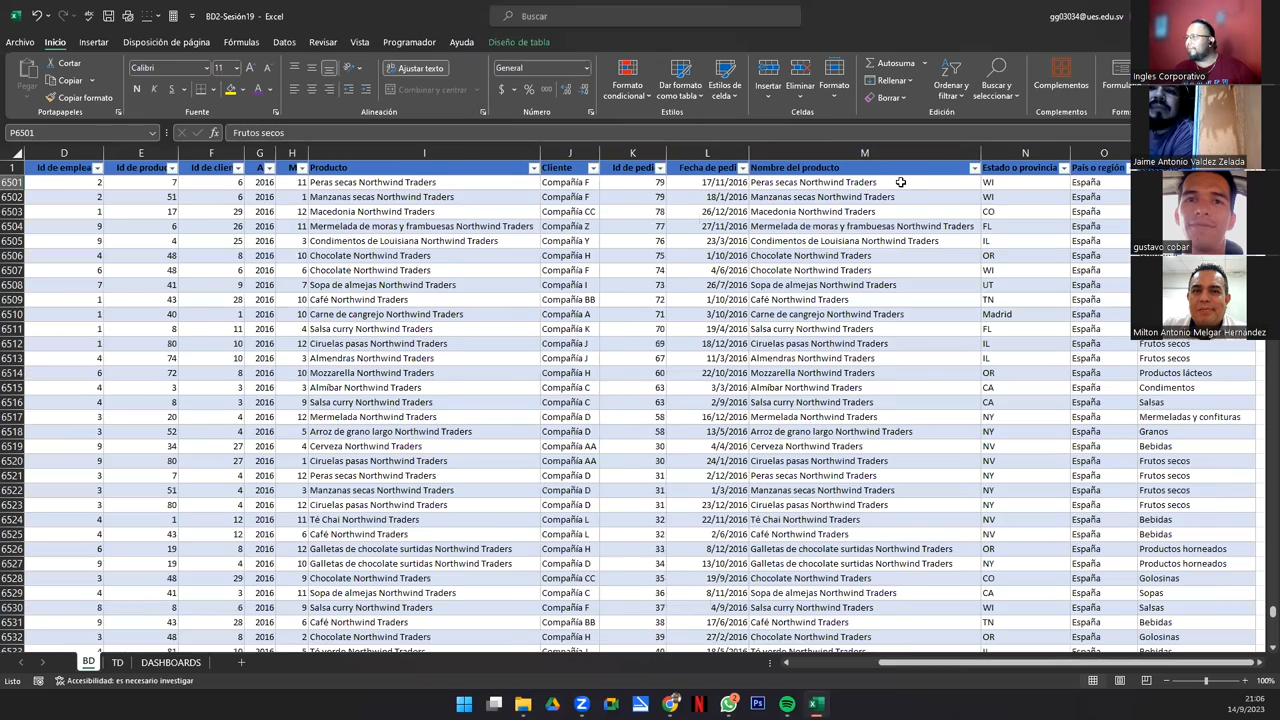 BD2-Sesión19 - Excel
Buscar
gg03034@ues.edu.sv
Archivo Inicio Insertar Disposición de página Fórmulas Datos Revisar Vista Programador Ayuda Diseño de tabla
Pegar
Cortar
Copiar
Copiar formato
Portapapeles
Calibri 11
N K S
Fuente
Ajustar texto
Combinar y centrar
Alineación
General
$ % 000
Número
Formato condicional
Dar formato como tabla
Estilos de celda
Estilos
Insertar Eliminar Formato
Celdas
Autosuma
Rellenar
Borrar
Ordenar y filtrar
Buscar y seleccionar
Edición
Complementos
Complementos
Ingles Corporativo
Jaime Antonio Valdez Zelada
gustavo cobar
Milton Antonio Melgar Hernández
P6501 fx Frutos secos
D E F G H I J K L M N O
1 Id de emplea Id de produc Id de clien A M Producto Cliente Id de pedi Fecha de pedi Nombre del producto Estado o provincia País o región
6501 2 7 6 2016 11 Peras secas Northwind Traders Compañía F 79 17/11/2016 Peras secas Northwind Traders WI España
6502 2 51 6 2016 1 Manzanas secas Northwind Traders Compañía F 79 18/1/2016 Manzanas secas Northwind Traders WI España
6503 1 17 29 2016 12 Macedonia Northwind Traders Compañía CC 78 26/12/2016 Macedonia Northwind Traders CO España
6504 9 6 26 2016 11 Mermelada de moras y frambuesas Northwind Traders Compañía Z 77 27/11/2016 Mermelada de moras y frambuesas Northwind Traders FL España
6505 9 4 25 2016 3 Condimentos de Louisiana Northwind Traders Compañía Y 76 23/3/2016 Condimentos de Louisiana Northwind Traders IL España
6506 4 48 8 2016 10 Chocolate Northwind Traders Compañía H 75 1/10/2016 Chocolate Northwind Traders OR España
6507 6 48 6 2016 6 Chocolate Northwind Traders Compañía F 74 4/6/2016 Chocolate Northwind Traders WI España
6508 7 41 9 2016 7 Sopa de almejas Northwind Traders Compañía I 73 26/7/2016 Sopa de almejas Northwind Traders UT España
6509 1 43 28 2016 10 Café Northwind Traders Compañía BB 72 1/10/2016 Café Northwind Traders TN España
6510 1 40 1 2016 10 Carne de cangrejo Northwind Traders Compañía A 71 3/10/2016 Carne de cangrejo Northwind Traders Madrid España
6511 1 8 11 2016 4 Salsa curry Northwind Traders Compañía K 70 19/4/2016 Salsa curry Northwind Traders FL España
6512 1 80 10 2016 12 Ciruelas pasas Northwind Traders Compañía J 69 18/12/2016 Ciruelas pasas Northwind Traders IL España Frutos secos
6513 4 74 10 2016 3 Almendras Northwind Traders Compañía J 67 11/3/2016 Almendras Northwind Traders IL España Frutos secos
6514 6 72 8 2016 10 Mozzarella Northwind Traders Compañía H 60 22/10/2016 Mozzarella Northwind Traders OR España Productos lácteos
6515 4 3 3 2016 3 Almíbar Northwind Traders Compañía C 63 3/3/2016 Almíbar Northwind Traders CA España Condimentos
6516 4 8 3 2016 9 Salsa curry Northwind Traders Compañía C 63 2/9/2016 Salsa curry Northwind Traders CA España Salsas
6517 3 20 4 2016 12 Mermelada Northwind Traders Compañía D 58 16/12/2016 Mermelada Northwind Traders NY España Mermeladas y confituras
6518 3 52 4 2016 5 Arroz de grano largo Northwind Traders Compañía D 58 13/5/2016 Arroz de grano largo Northwind Traders NY España Granos
6519 9 34 27 2016 4 Cerveza Northwind Traders Compañía AA 30 4/4/2016 Cerveza Northwind Traders NV España Bebidas
6520 9 80 27 2016 1 Ciruelas pasas Northwind Traders Compañía AA 30 24/1/2016 Ciruelas pasas Northwind Traders NV España Frutos secos
6521 3 7 4 2016 12 Peras secas Northwind Traders Compañía D 31 2/12/2016 Peras secas Northwind Traders NY España Frutos secos
6522 3 51 4 2016 3 Manzanas secas Northwind Traders Compañía D 31 1/3/2016 Manzanas secas Northwind Traders NY España Frutos secos
6523 3 80 4 2016 12 Ciruelas pasas Northwind Traders Compañía D 31 23/12/2016 Ciruelas pasas Northwind Traders NY España Frutos secos
6524 4 1 12 2016 11 Té Chai Northwind Traders Compañía L 32 22/11/2016 Té Chai Northwind Traders NV España Bebidas
6525 4 43 12 2016 6 Café Northwind Traders Compañía L 32 2/6/2016 Café Northwind Traders NV España Bebidas
6526 6 19 8 2016 12 Galletas de chocolate surtidas Northwind Traders Compañía H 33 8/12/2016 Galletas de chocolate surtidas Northwind Traders OR España Productos horneados
6527 9 19 4 2016 10 Galletas de chocolate surtidas Northwind Traders Compañía D 34 13/10/2016 Galletas de chocolate surtidas Northwind Traders NY España Productos horneados
6528 3 48 29 2016 9 Chocolate Northwind Traders Compañía CC 35 19/9/2016 Chocolate Northwind Traders CO España Golosinas
6529 4 41 3 2016 11 Sopa de almejas Northwind Traders Compañía C 36 8/11/2016 Sopa de almejas Northwind Traders CA España Sopas
6530 8 8 6 2016 9 Salsa curry Northwind Traders Compañía F 37 4/9/2016 Salsa curry Northwind Traders WI España Salsas
6531 9 43 28 2016 6 Café Northwind Traders Compañía BB 38 17/6/2016 Café Northwind Traders TN España Bebidas
6532 3 48 8 2016 2 Chocolate Northwind Traders Compañía H 39 27/2/2016 Chocolate Northwind Traders OR España Golosinas
BD TD DASHBOARDS
Listo Accesibilidad: es necesario investigar 100%
21:06
14/9/2023